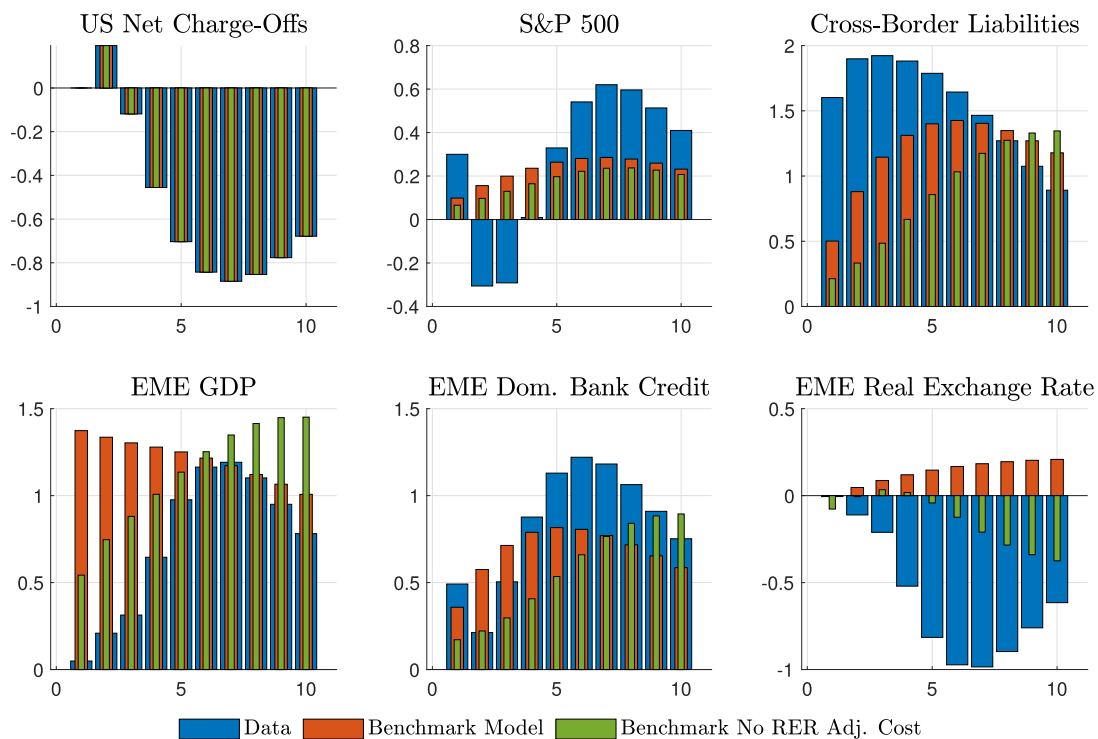 US Net Charge-Offs
0
-0.2
-0.4
-0.6
-0.8
-1
0 5 10
S&P 500
0.8
0.6
0.4
0.2
0
-0.2
-0.4
0 5 10
Cross-Border Liabilities
2
1.5
1
0.5
0
0 5 10
EME GDP
1.5
1
0.5
0
0 5 10
EME Dom. Bank Credit
1.5
1
0.5
0
0 5 10
EME Real Exchange Rate
0.5
0
-0.5
-1
0 5 10
Data Benchmark Model Benchmark No RER Adj. Cost